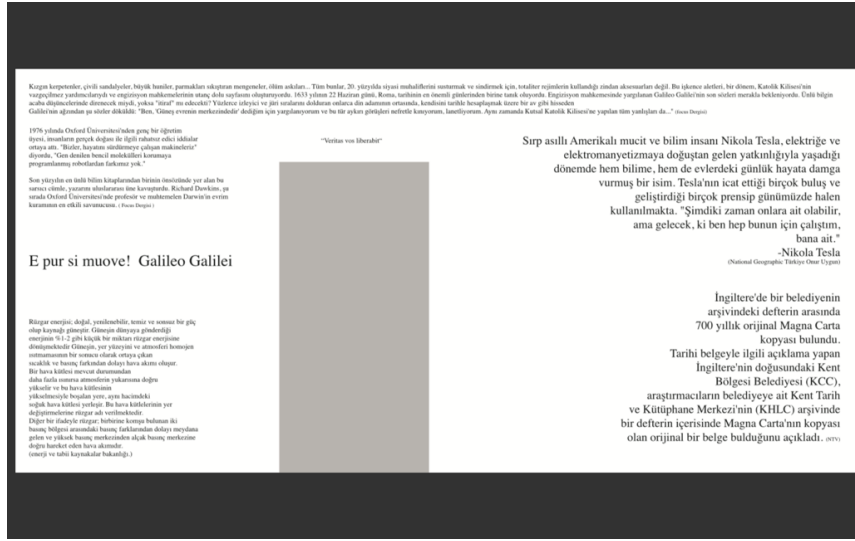 Kızgın kerpetenler, çivili sandalyeler, büyük huniler, parmakları sıkıştıran mengeneler, ölüm askıları... Tüm bunlar, 20. yüzyılda siyasi muhaliflerini susturmak ve sindirmek için, totaliter rejimlerin kullandığı zindan aksesuarları değil. Bu işkence aletleri, bir dönem, Katolik Kilisesi'nin
vazgeçilmez yardımcılarıydı ve engizisyon mahkemelerinin utanç dolu sayfasını oluşturuyordu. 1633 yılının 22 Haziran günü, Roma, tarihinin en önemli günlerinden birine tanık oluyordu. Engizisyon mahkemesinde yargılanan Galileo Galilei'nin son sözleri merakla bekleniyordu. Ünlü bilgin
acaba düşüncelerinde direnecek miydi, yoksa "itiraf" mı edecekti? Yüzlerce izleyici ve jüri sıralarını dolduran onlarca din adamının ortasında, kendisini tarihle hesaplaşmak üzere bir av gibi hisseden
Galilei'nin ağzından şu sözler döküldü: "Ben, 'Güneş evrenin merkezindedir' dediğim için yargılanıyorum ve bu tür aykırı görüşleri nefretle kınıyorum, lanetliyorum. Aynı zamanda Kutsal Katolik Kilisesi'ne yapılan tüm yanlışları da..." (Focus Dergisi)
1976 yılında Oxford Üniversitesi'nden genç bir öğretim
üyesi, insanların gerçek doğası ile ilgili rahatsız edici iddialar
ortaya attı. "Bizler, hayatını sürdürmeye çalışan makineleriz"
diyordu, "Gen denilen bencil molekülleri korumaya
programlanmış robotlardan farkımız yok."
Son yüzyılın en ünlü bilim kitaplarından birinin önsözünde yer alan bu
sarsıcı cümle, yazarını uluslararası üne kavuşturdu. Richard Dawkins, şu
sırada Oxford Üniversitesi'nde profesör ve muhtemelen Darwin'in evrim
kuramının en etkili savunucusu. ( Focus Dergisi )
E pur si muove! Galileo Galilei
Rüzgar enerjisi; doğal, yenilenebilir, temiz ve sonsuz bir güç
olup kaynağı güneştir. Güneşin dünyaya gönderdiği
enerjinin %1-2 gibi küçük bir miktarı rüzgar enerjisine
dönüşmektedir Güneşin, yer yüzeyini ve atmosferi homojen
ısıtmamasının bir sonucu olarak ortaya çıkan
sıcaklık ve basınç farkından dolayı hava akımı oluşur.
Bir hava kütlesi mevcut durumundan
daha fazla ısınırsa atmosferin yukarısına doğru
yükselir ve bu hava kütlesinin
yükselmesiyle boşalan yere, aynı hacimdeki
soğuk hava kütlesi yerleşir. Bu hava kütlelerinin yer
değiştirmelerine rüzgar adı verilmektedir.
Diğer bir ifadeyle rüzgar; birbirine komşu bulunan iki
basınç bölgesi arasındaki basınç farklarından dolayı meydana
gelen ve yüksek basınç merkezinden alçak basınç merkezine
doğru hareket eden hava akımıdır.
(enerji ve tabii kaynakalar bakanlığı.)
"Veritas vos liberabit"
Sırp asıllı Amerikalı mucit ve bilim insanı Nikola Tesla, elektriğe ve
elektromanyetizmaya doğuştan gelen yatkınlığıyla yaşadığı
dönemde hem bilime, hem de evlerdeki günlük hayata damga
vurmuş bir isim. Tesla'nın icat ettiği birçok buluş ve
geliştirdiği birçok prensip günümüzde halen
kullanılmakta. "Şimdiki zaman onlara ait olabilir,
ama gelecek, ki ben hep bunun için çalıştım,
bana ait."
-Nikola Tesla
(National Geographic Türkiye Onur Uygun)
İngiltere'de bir belediyenin
arşivindeki defterin arasında
700 yıllık orijinal Magna Carta
kopyası bulundu.
Tarihi belgeyle ilgili açıklama yapan
İngiltere'nin doğusundaki Kent
Bölgesi Belediyesi (KCC),
araştırmacıların belediyeye ait Kent Tarih
ve Kütüphane Merkezi'nin (KHLC) arşivinde
bir defterin içerisinde Magna Carta'nın kopyası
olan orijinal bir belge bulduğunu açıkladı. (NTV)